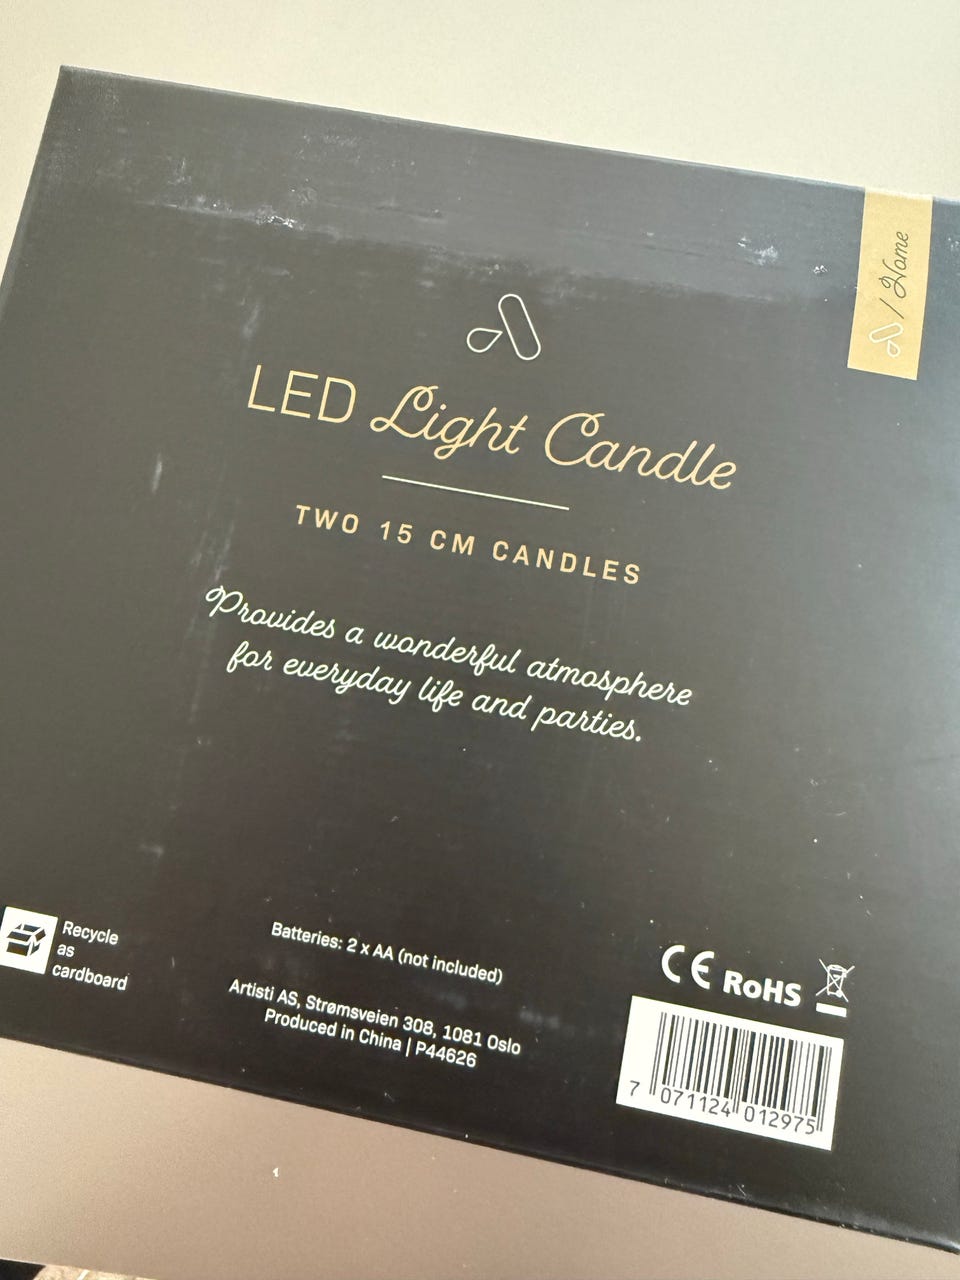 / Home
LED Light Candle
TWO 15 CM CANDLES
Provides a wonderful atmosphere
for everyday life and parties.
Recycle
as
cardboard
Batteries: 2 x AA (not included)
Artisti AS, Strømsveien 308, 1081 Oslo
Produced in China | P44626
CE RoHS
7 071124 012975